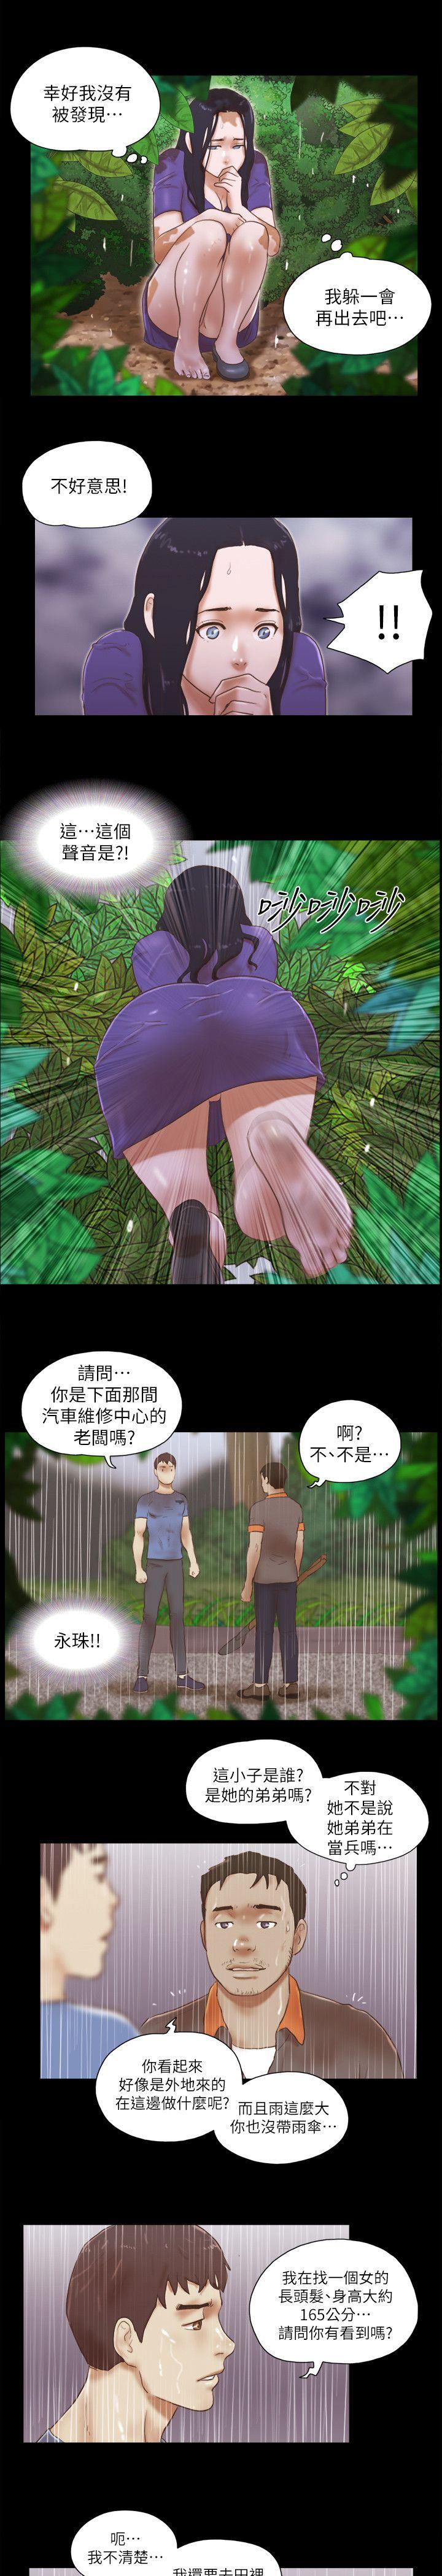 幸好我沒有
被發現…
我躲一會
再出去吧…
不好意思!
!!
這…這個
聲音是?!
唦唦唦
請問…
你是下面那間
汽車維修中心的
老闆嗎?
啊?
不、不是…
永珠!!
這小子是誰?
是她的弟弟嗎?
不對
她不是說
她弟弟在
當兵嗎…
你看起來
好像是外地來的
在這邊做什麼呢?
而且雨這麼大
你也沒帶雨傘…
我在找一個女的
長頭髮、身高大約
165公分…
請問你有看到嗎?
呃…
我不清楚…
我還要去田裡